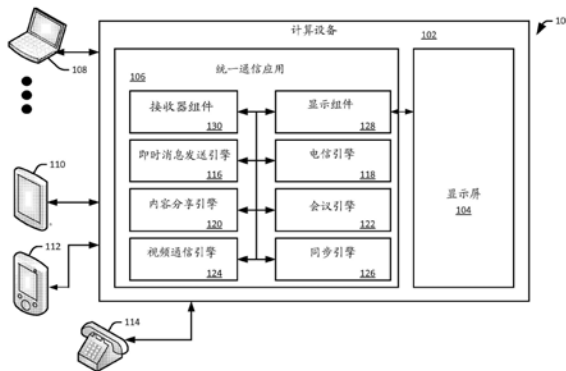 计算设备
10
102
108
统一通信应用
106
接收器组件
130
显示组件
128
即时消息发送引擎
116
电信引擎
118
内容分享引擎
120
会议引擎
122
视频通信引擎
124
同步引擎
126
显示屏
104
110
112
114